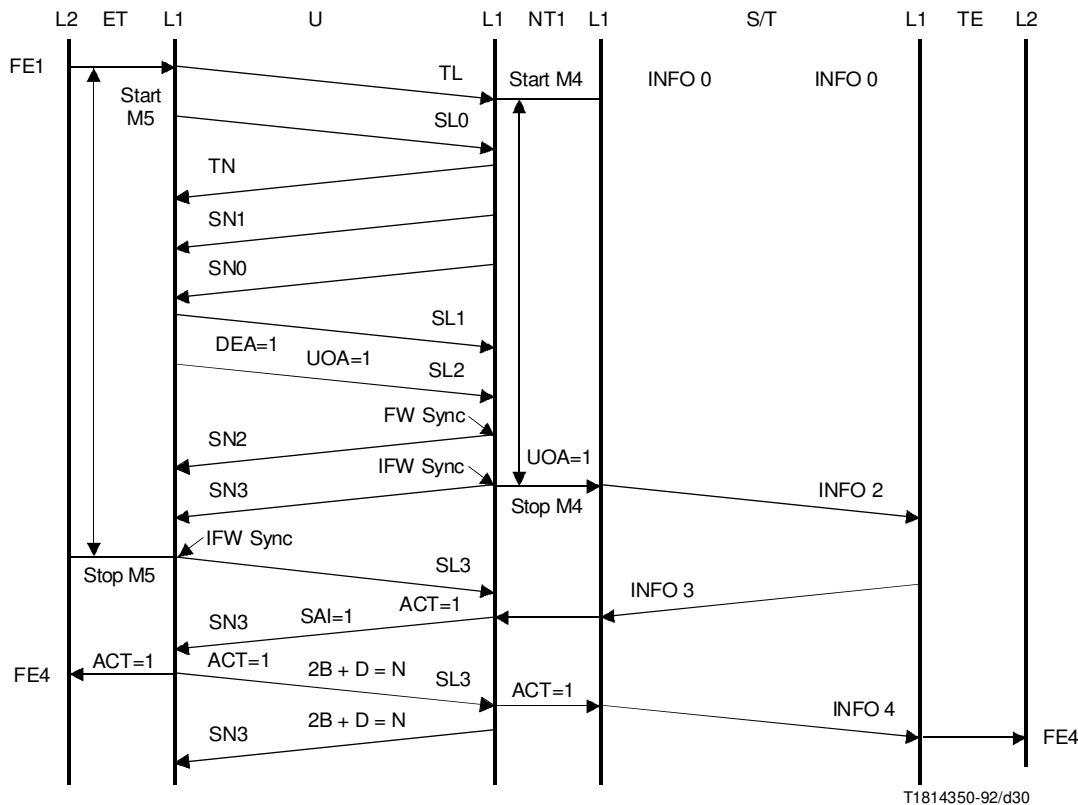 L2 ET L1 U L1 NT1 L1 S/T L1 TE L2
FE1
TL
Start M4
INFO 0
INFO 0
Start
M5
SL0
TN
SN1
SN0
SL1
DEA=1
UOA=1
SL2
FW Sync
SN2
UOA=1
IFW Sync
SN3
Stop M4
INFO 2
IFW Sync
Stop M5
SL3
INFO 3
ACT=1
SAI=1
SN3
FE4
ACT=1
ACT=1
2B + D = N
SL3
ACT=1
INFO 4
2B + D = N
SN3
FE4
T1814350-92/d30